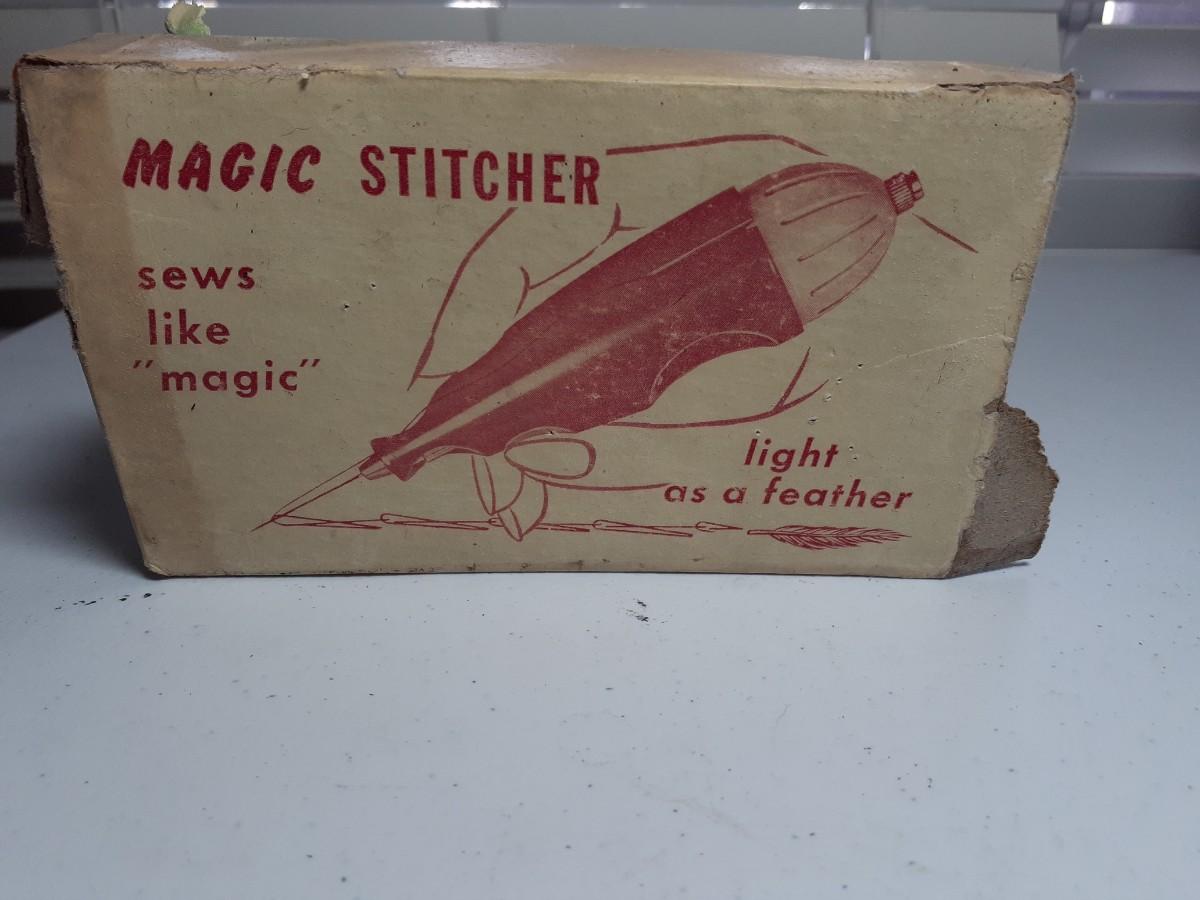 MAGIC STITCHER
sews
like
"magic"
light
as a feather